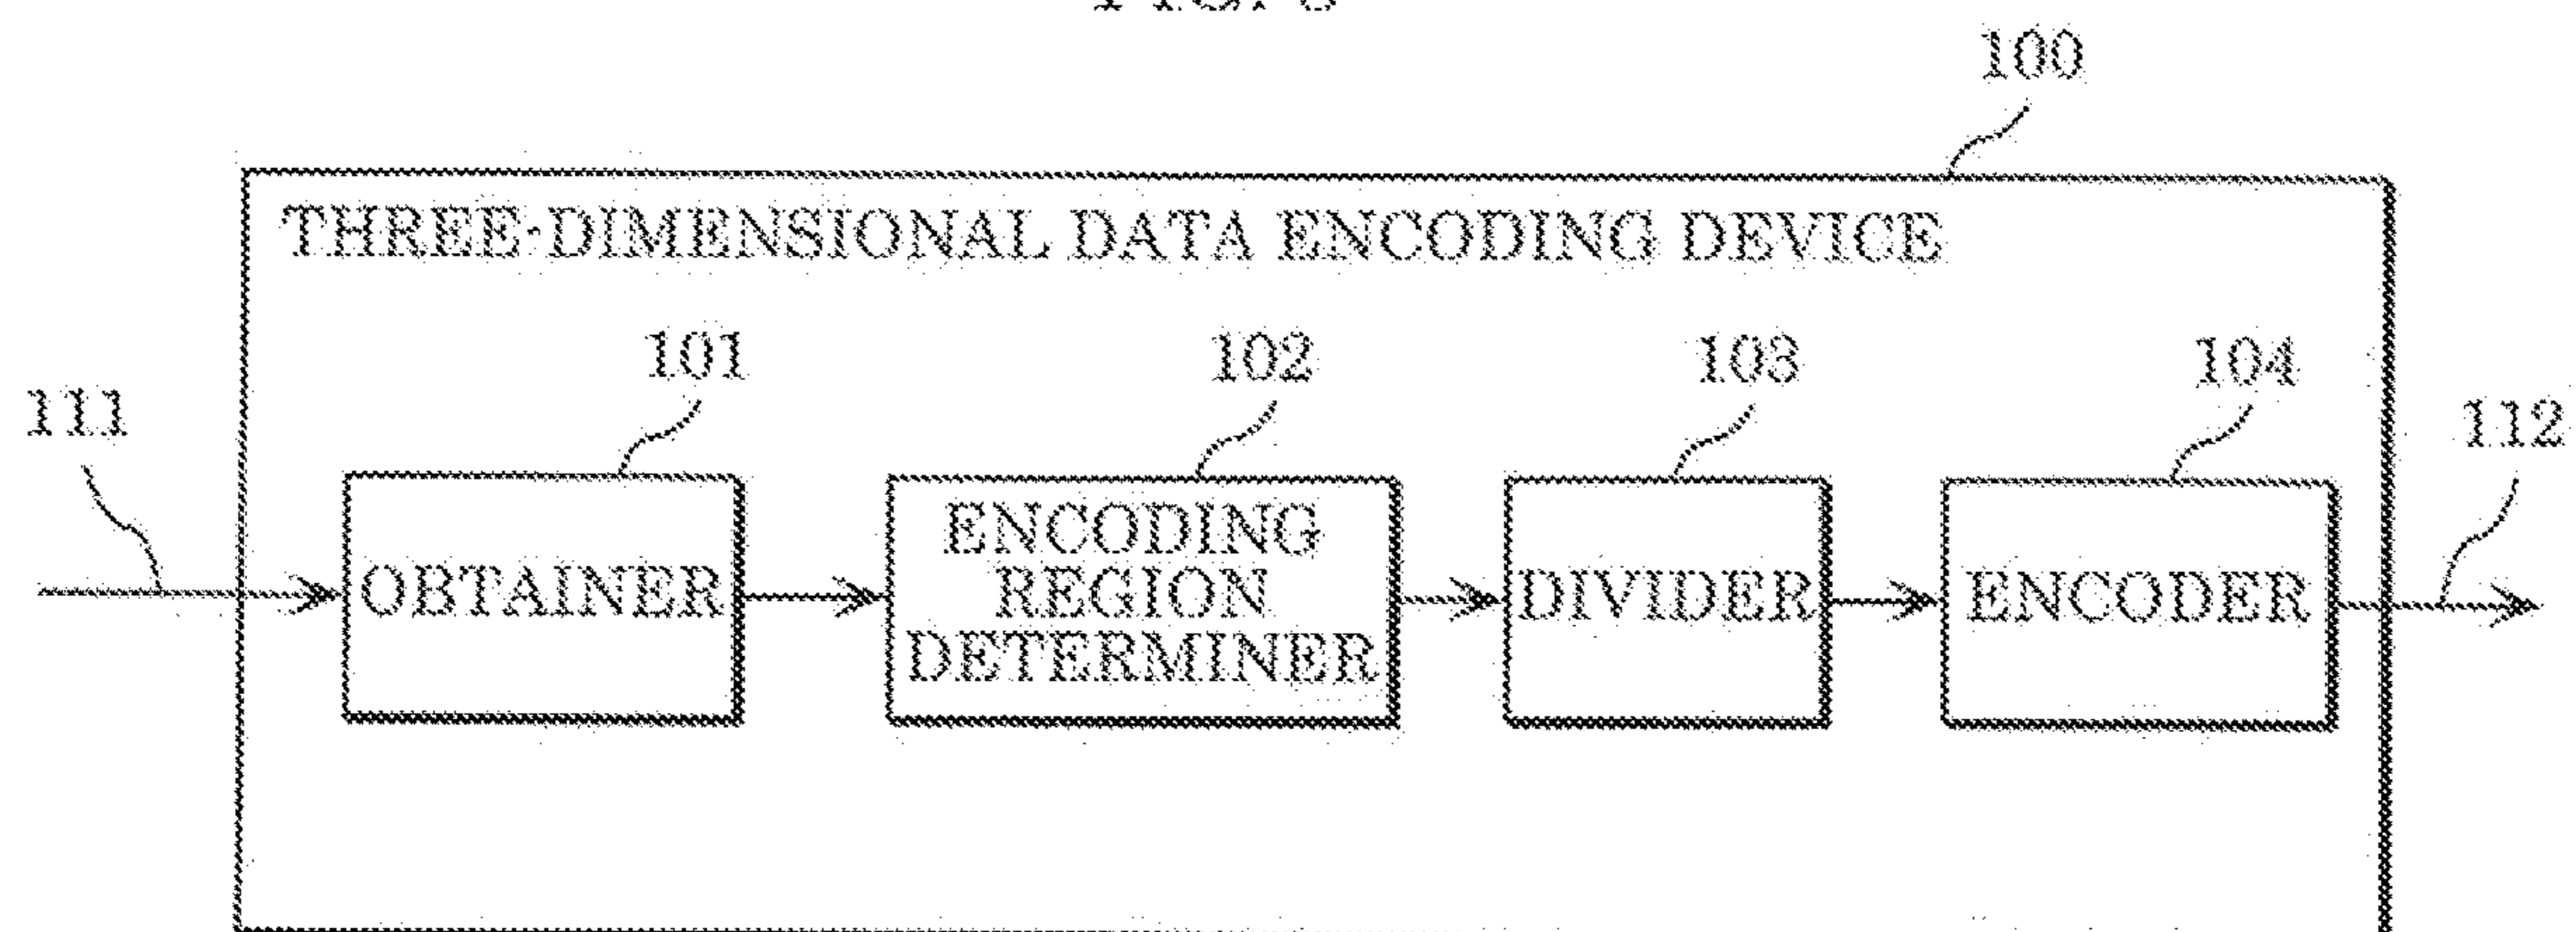 100
THREE-DIMENSIONAL DATA ENCODING DEVICE
101
102
103
104
111
112
OBTAINER
ENCODING
REGION
DETERMINER
DIVIDER
ENCODER